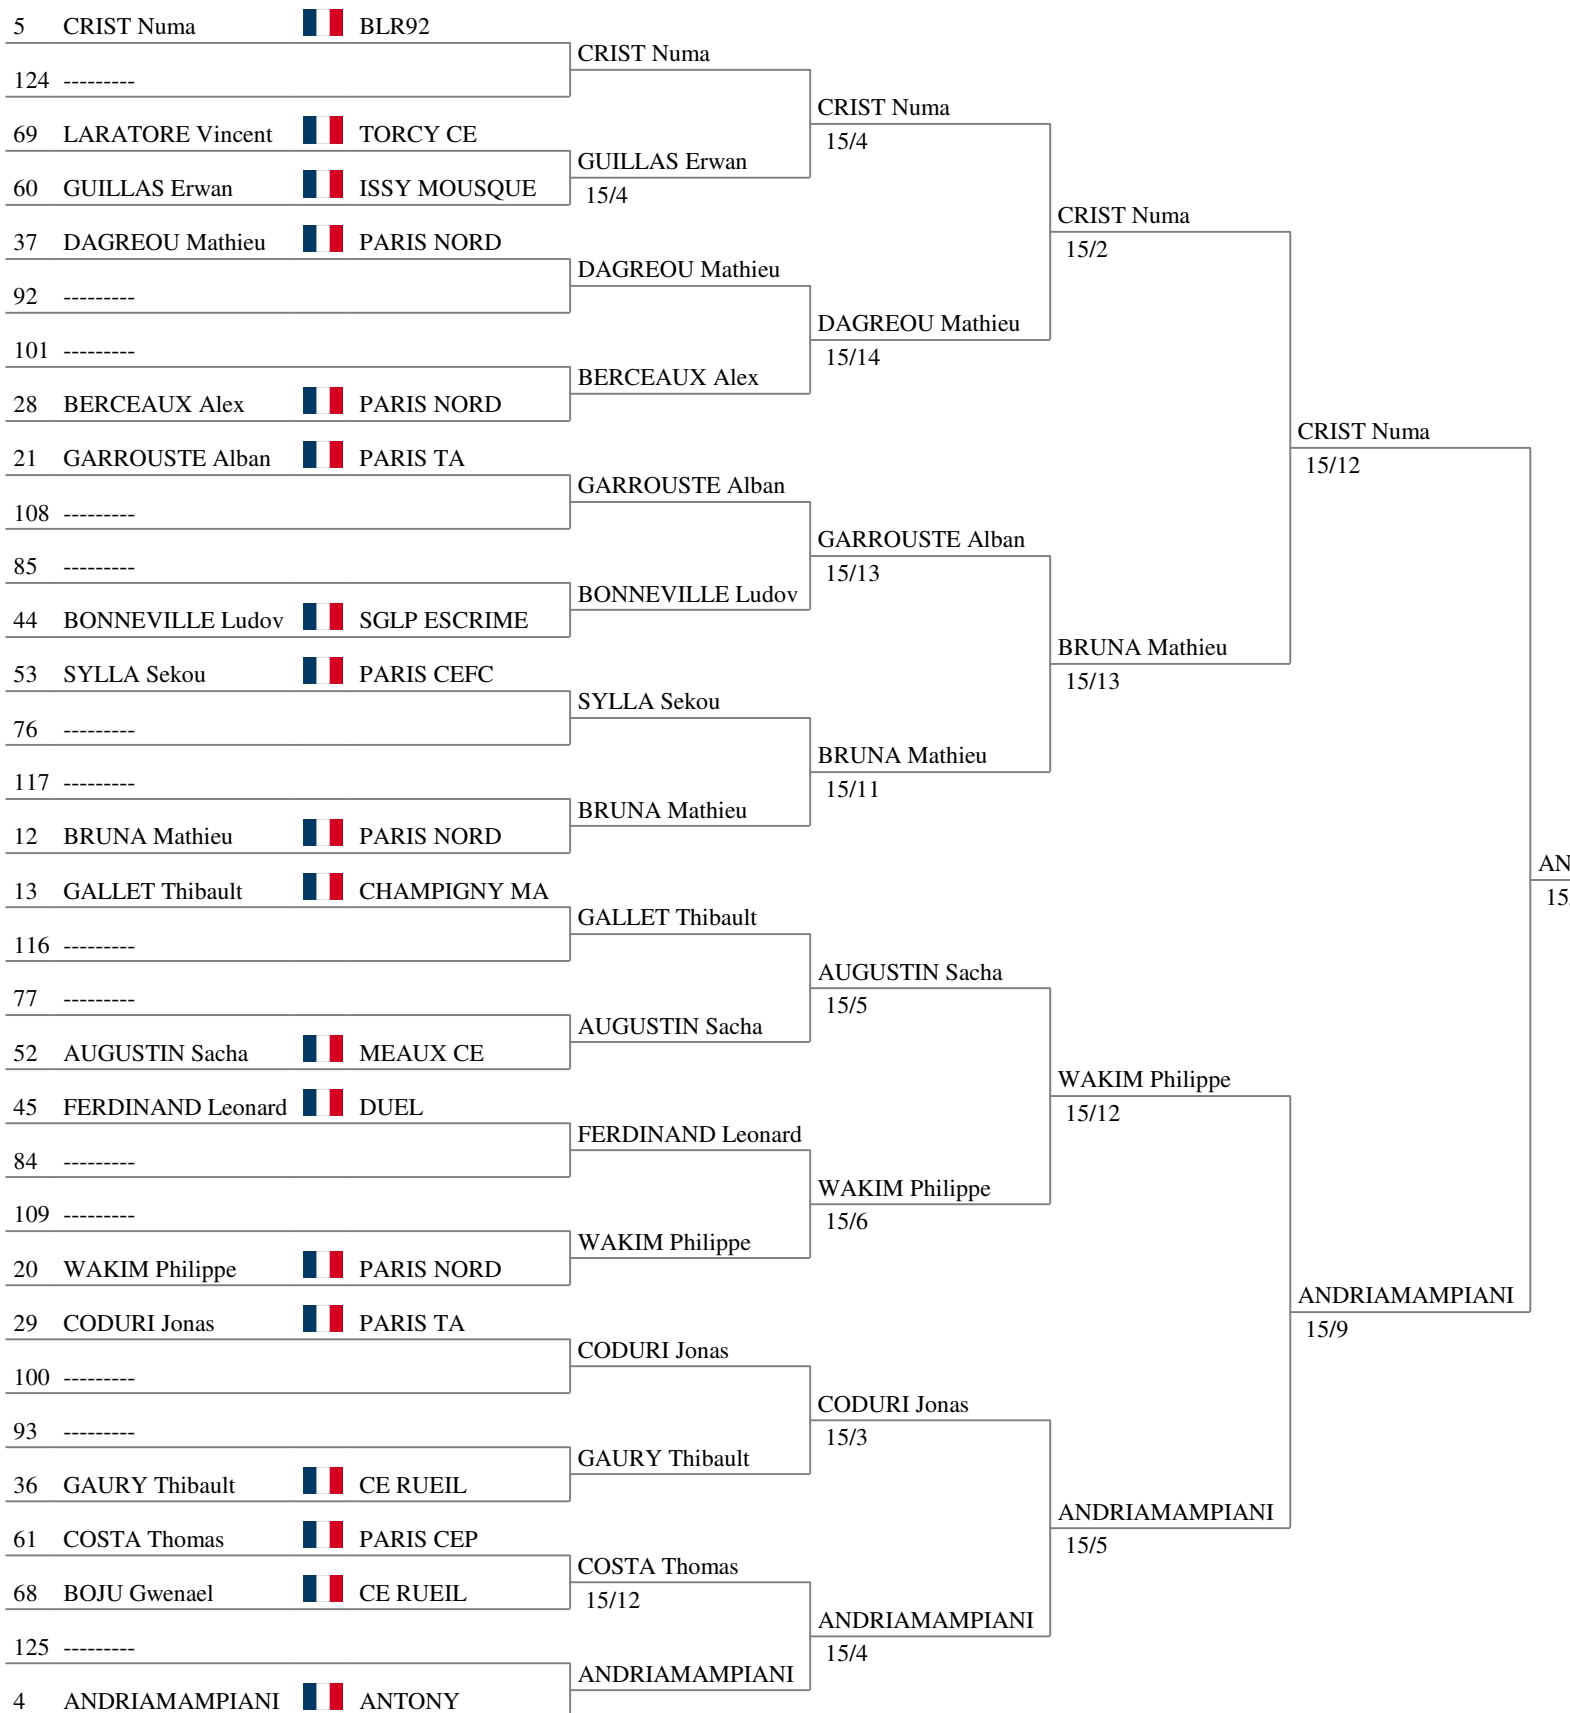 5 CRIST Numa BLR92
124 ---------
69 LARATORE Vincent TORCY CE
60 GUILLAS Erwan ISSY MOUSQUE
37 DAGREOU Mathieu PARIS NORD
92 ---------
101 ---------
28 BERCEAUX Alex PARIS NORD
21 GARROUSTE Alban PARIS TA
108 ---------
85 ---------
44 BONNEVILLE Ludov SGLP ESCRIME
53 SYLLA Sekou PARIS CEFC
76 ---------
117 ---------
12 BRUNA Mathieu PARIS NORD
13 GALLET Thibault CHAMPIGNY MA
116 ---------
77 ---------
52 AUGUSTIN Sacha MEAUX CE
45 FERDINAND Leonard DUEL
84 ---------
109 ---------
20 WAKIM Philippe PARIS NORD
29 CODURI Jonas PARIS TA
100 ---------
93 ---------
36 GAURY Thibault CE RUEIL
61 COSTA Thomas PARIS CEP
68 BOJU Gwenael CE RUEIL
125 ---------
4 ANDRIAMAMPIANI ANTONY
CRIST Numa
GUILLAS Erwan
15/4
DAGREOU Mathieu
BERCEAUX Alex
GARROUSTE Alban
BONNEVILLE Ludov
SYLLA Sekou
BRUNA Mathieu
GALLET Thibault
AUGUSTIN Sacha
FERDINAND Leonard
WAKIM Philippe
CODURI Jonas
GAURY Thibault
COSTA Thomas
15/12
ANDRIAMAMPIANI
CRIST Numa
15/4
DAGREOU Mathieu
15/14
GARROUSTE Alban
15/13
BRUNA Mathieu
15/11
AUGUSTIN Sacha
15/5
WAKIM Philippe
15/6
CODURI Jonas
15/3
ANDRIAMAMPIANI
15/4
CRIST Numa
15/2
BRUNA Mathieu
15/13
WAKIM Philippe
15/12
ANDRIAMAMPIANI
15/5
CRIST Numa
15/12
ANDRIAMAMPIANI
15/9
AN
15/